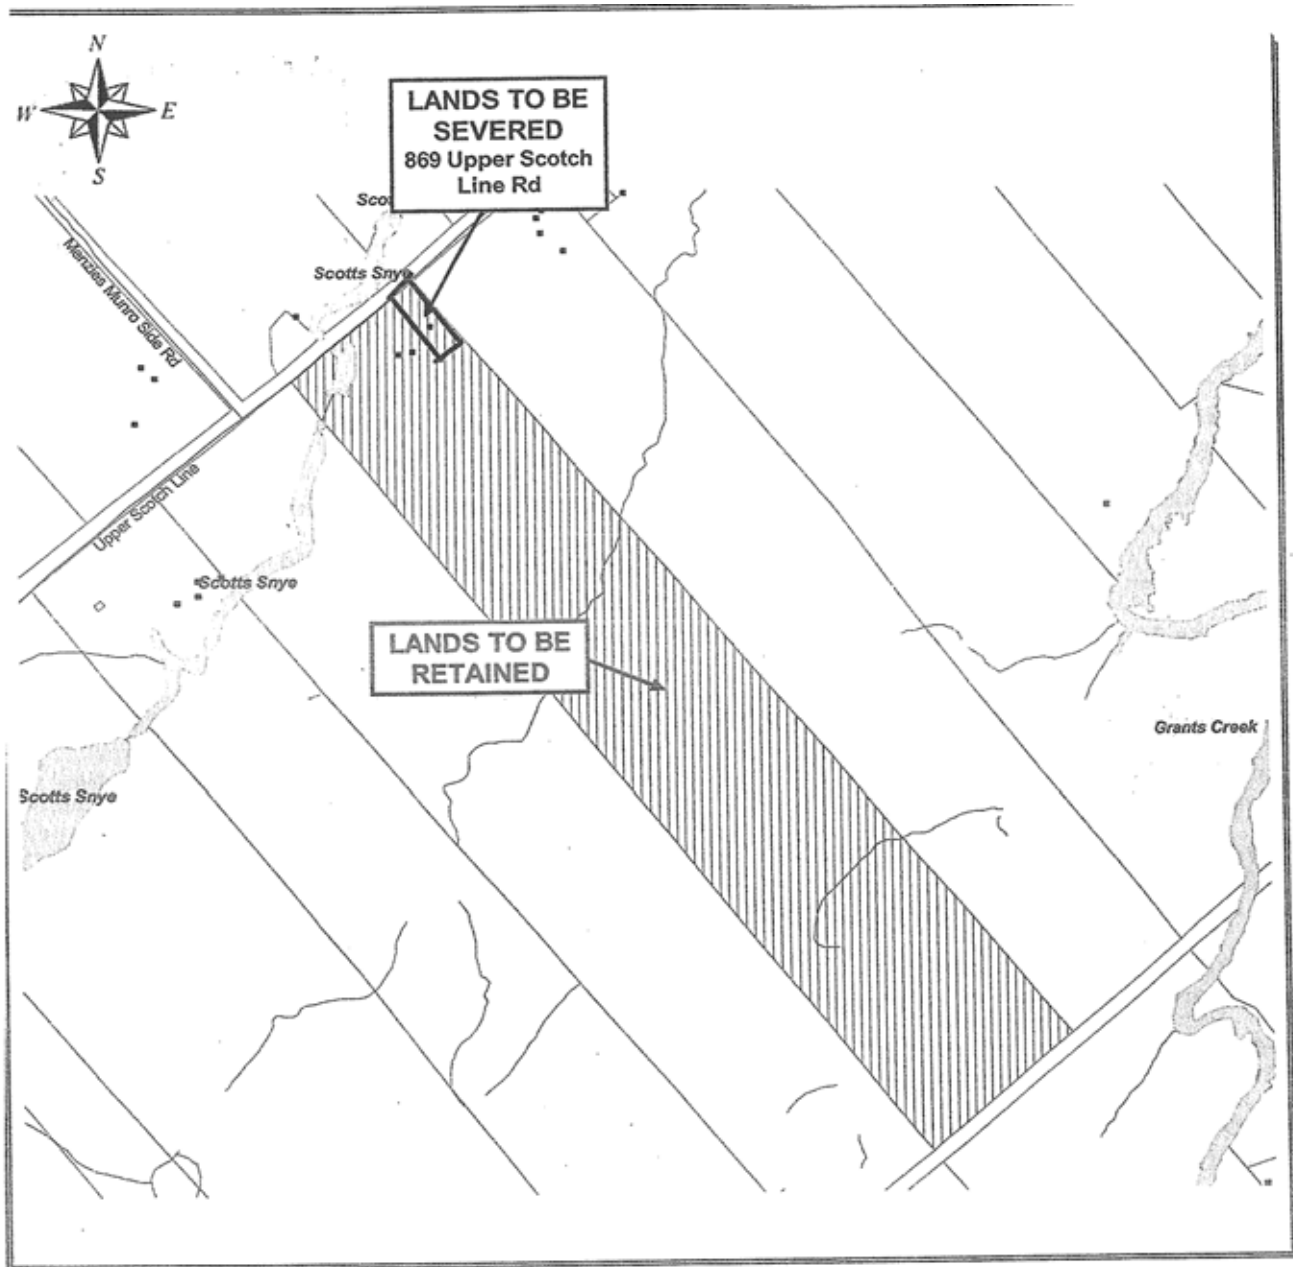 N
W
E
S
LANDS TO BE
SEVERED
869 Upper Scotch
Line Rd
Scotts Snye
Menzies Munro Side Rd
Upper Scotch Line
Scotts Snye
LANDS TO BE
RETAINED
Grants Creek
Scotts Snye